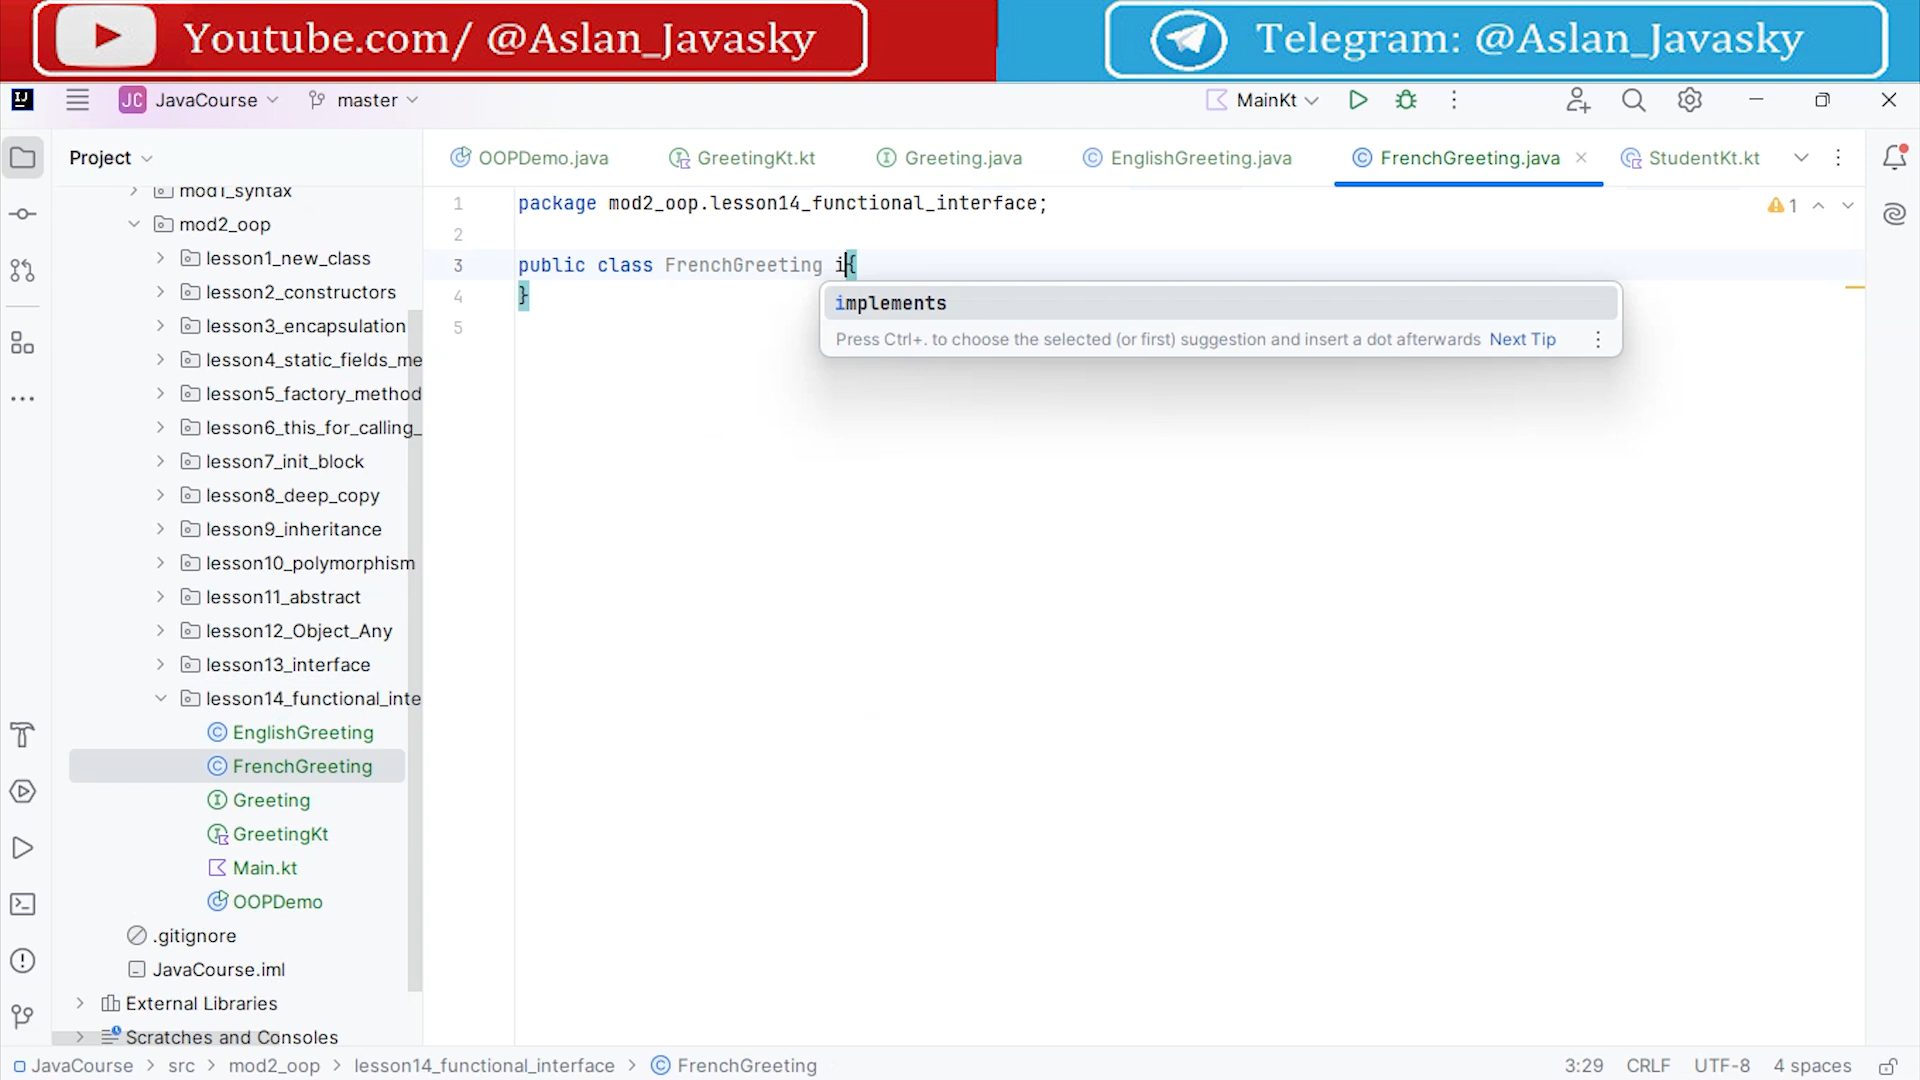 Youtube.com/ @Aslan_Javasky
Telegram: @Aslan_Javasky
JC JavaCourse
master
MainKt
Project
OOPDemo.java
GreetingKt.kt
Greeting.java
EnglishGreeting.java
FrenchGreeting.java
StudentKt.kt
mod1_syntax
mod2_oop
lesson1_new_class
lesson2_constructors
lesson3_encapsulation
lesson4_static_fields_me
lesson5_factory_method
lesson6_this_for_calling_
lesson7_init_block
lesson8_deep_copy
lesson9_inheritance
lesson10_polymorphism
lesson11_abstract
lesson12_Object_Any
lesson13_interface
lesson14_functional_inte
EnglishGreeting
FrenchGreeting
Greeting
GreetingKt
Main.kt
OOPDemo
.gitignore
JavaCourse.iml
External Libraries
Scratches and Consoles
1 package mod2_oop.lesson14_functional_interface;
2
3 public class FrenchGreeting i{
4 }
5
1
implements
Press Ctrl+. to choose the selected (or first) suggestion and insert a dot afterwards Next Tip
JavaCourse > src > mod2_oop > lesson14_functional_interface > FrenchGreeting
3:29 CRLF UTF-8 4 spaces